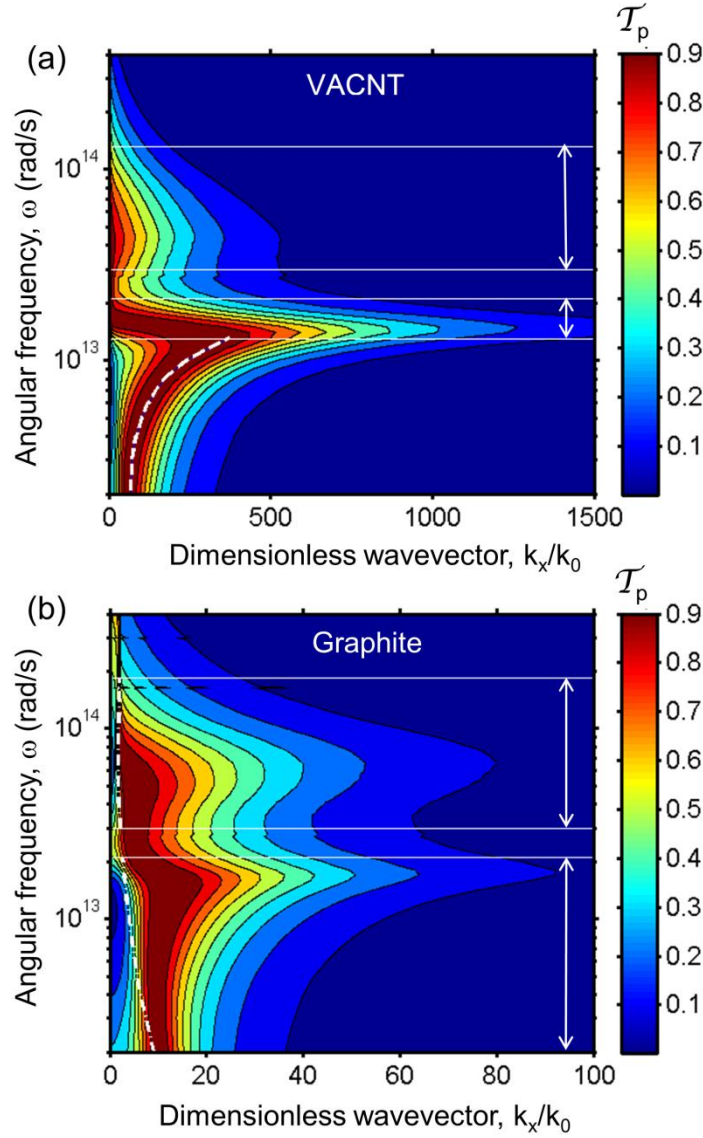 𝒯p
(a)
VACNT
0.9
0.8
0.7
0.6
0.5
0.4
0.3
0.2
0.1
Angular frequency, ω (rad/s)
10¹⁴
10¹³
0 500 1000 1500
Dimensionless wavevector, kₓ/k₀
𝒯p
(b)
Graphite
0.9
0.8
0.7
0.6
0.5
0.4
0.3
0.2
0.1
Angular frequency, ω (rad/s)
10¹⁴
10¹³
0 20 40 60 80 100
Dimensionless wavevector, kₓ/k₀